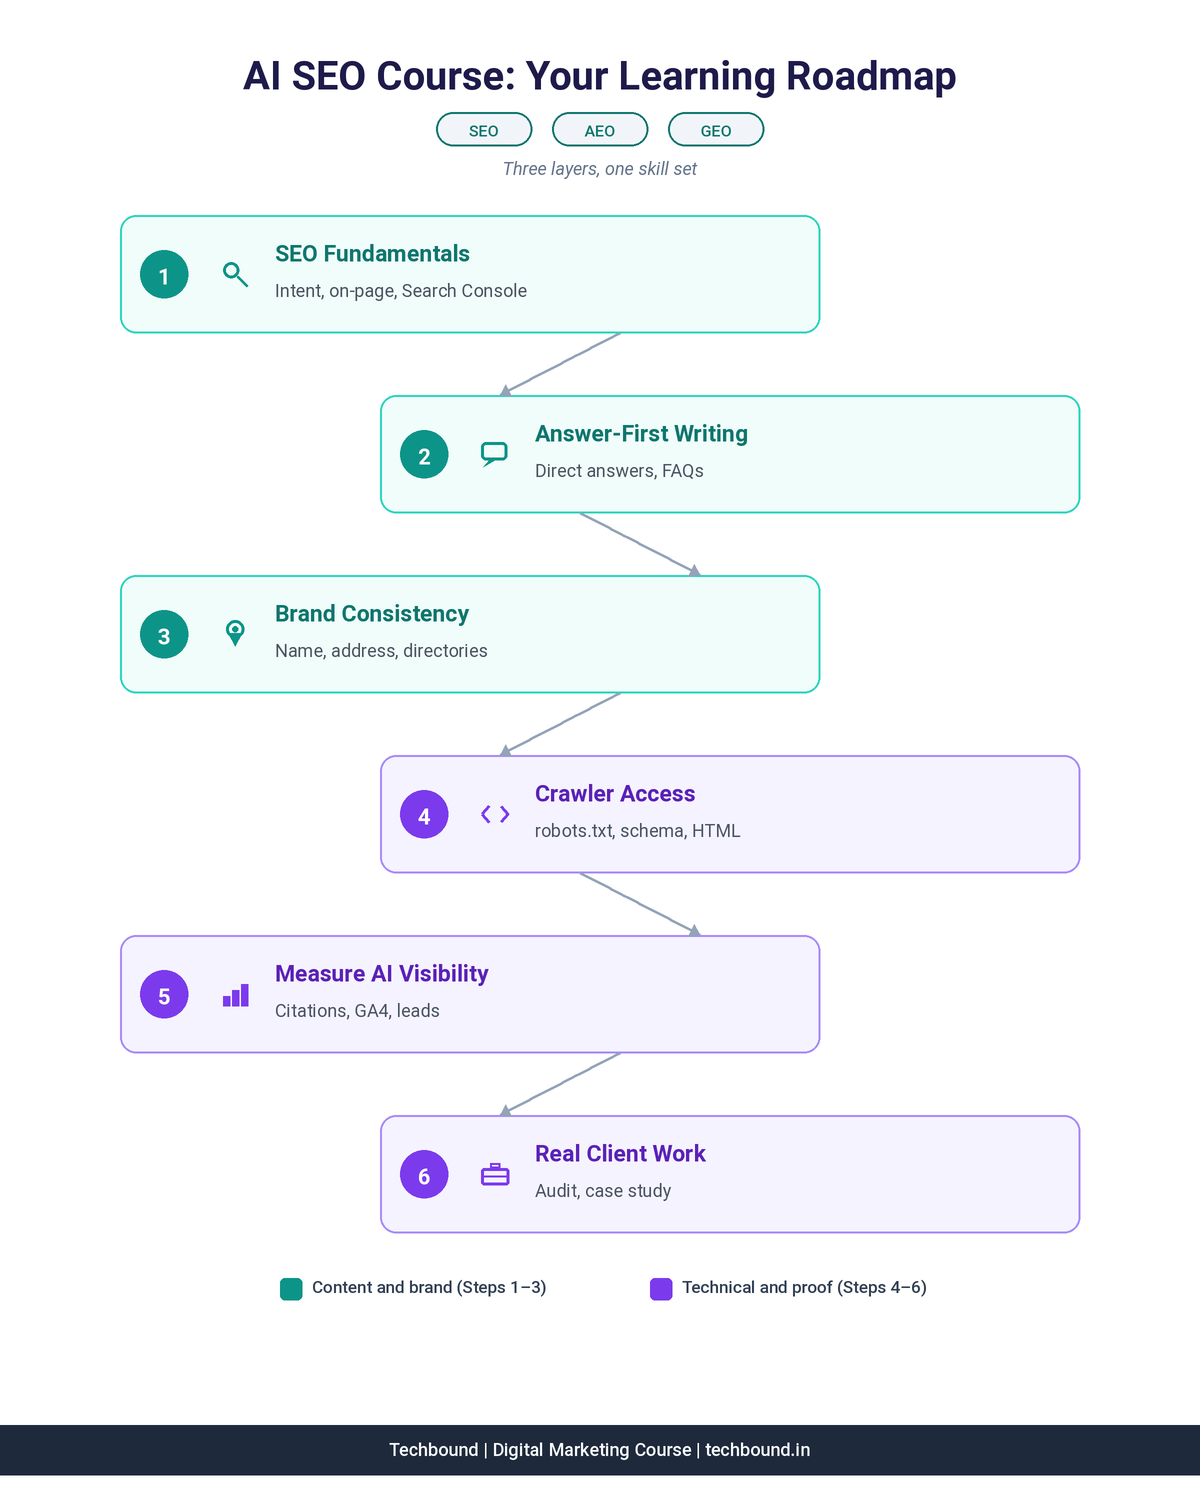 AI SEO Course: Your Learning Roadmap
SEO
AEO
GEO
Three layers, one skill set
1
SEO Fundamentals
Intent, on-page, Search Console
2
Answer-First Writing
Direct answers, FAQs
3
Brand Consistency
Name, address, directories
4
Crawler Access
robots.txt, schema, HTML
5
Measure AI Visibility
Citations, GA4, leads
6
Real Client Work
Audit, case study
Content and brand (Steps 1–3)
Technical and proof (Steps 4–6)
Techbound | Digital Marketing Course | techbound.in